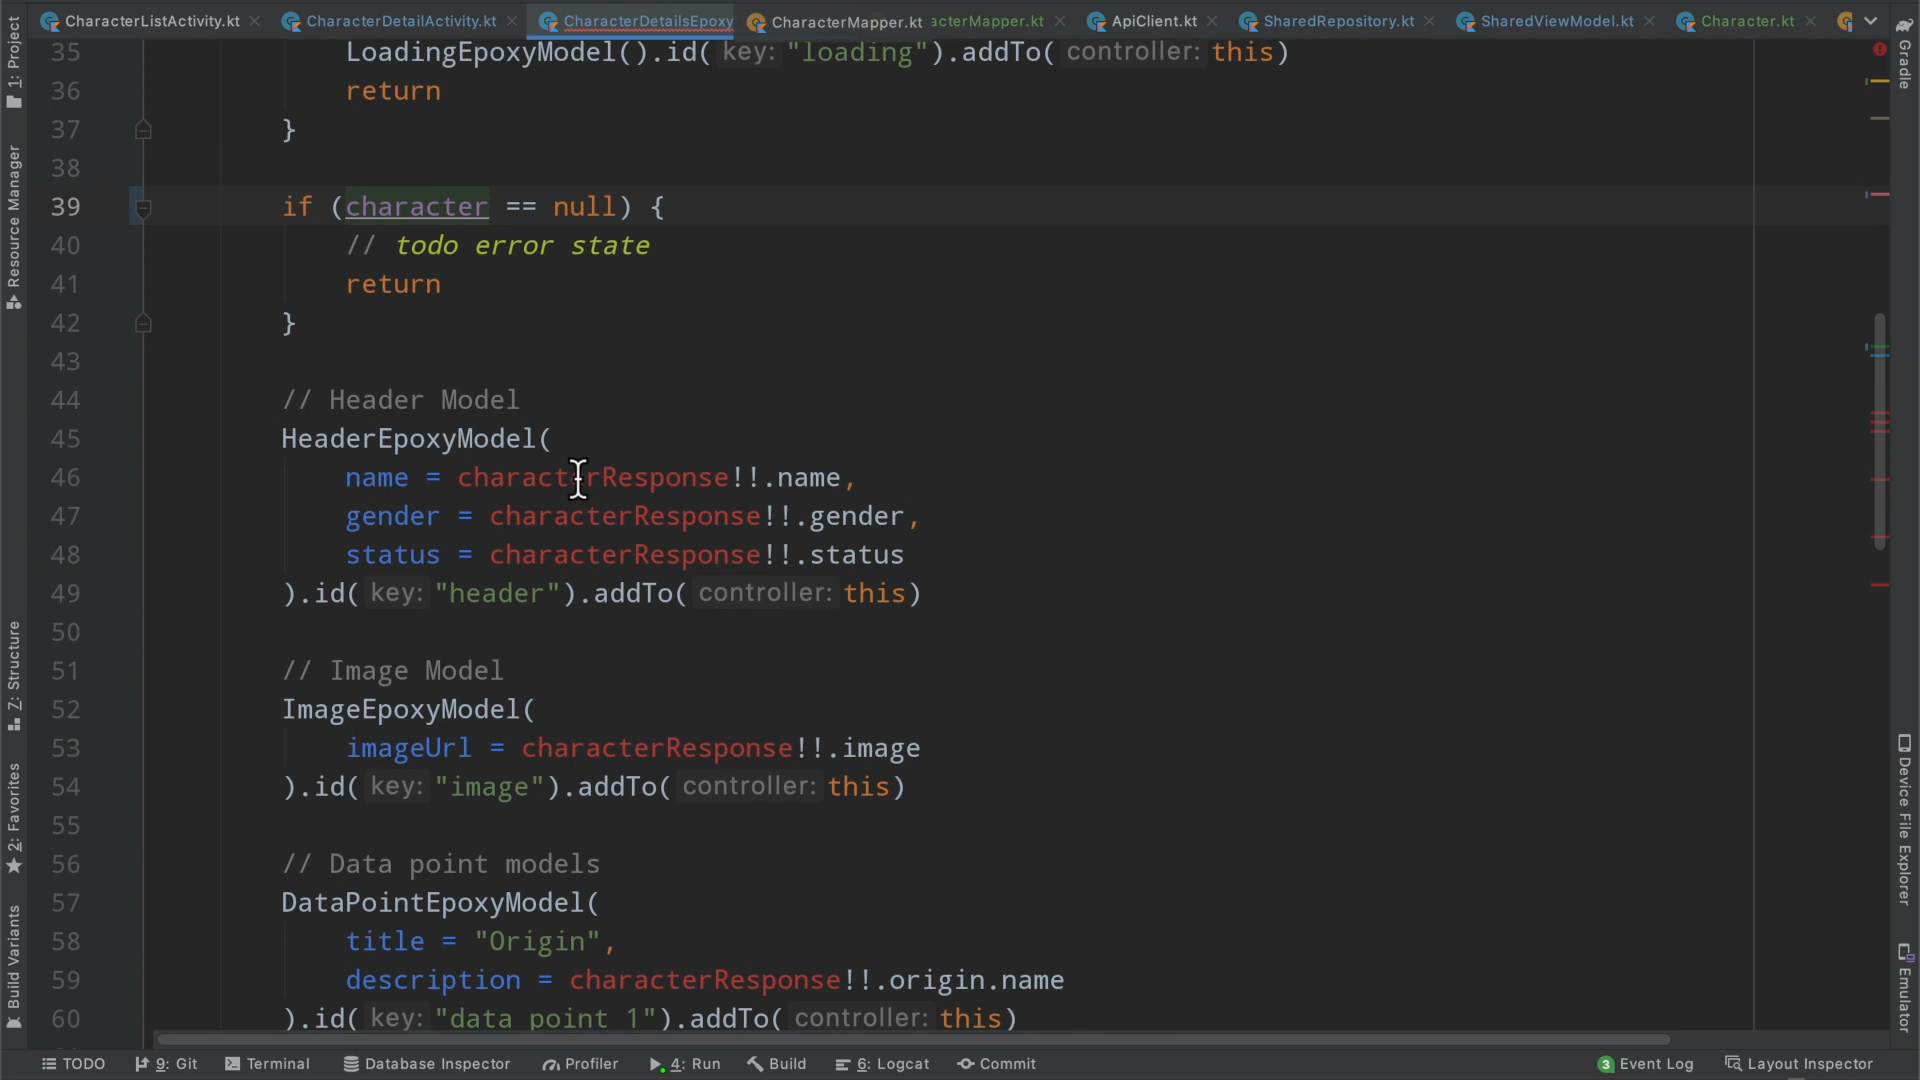 CharacterListActivity.kt CharacterDetailActivity.kt CharacterDetailsEpoxy CharacterMapper.kt acterMapper.kt ApiClient.kt SharedRepository.kt SharedViewModel.kt Character.kt
35 LoadingEpoxyModel().id( key: "loading").addTo( controller: this)
36 return
37 }
38
39 if (character == null) {
40 // todo error state
41 return
42 }
43
44 // Header Model
45 HeaderEpoxyModel(
46 name = characterResponse!!.name,
47 gender = characterResponse!!.gender,
48 status = characterResponse!!.status
49 ).id( key: "header").addTo( controller: this)
50
51 // Image Model
52 ImageEpoxyModel(
53 imageUrl = characterResponse!!.image
54 ).id( key: "image").addTo( controller: this)
55
56 // Data point models
57 DataPointEpoxyModel(
58 title = "Origin",
59 description = characterResponse!!.origin.name
60 ).id( key: "data point 1").addTo( controller: this)
1: Project
Resource Manager
Z: Structure
2: Favorites
Build Variants
Gradle
Device File Explorer
Emulator
TODO 9: Git Terminal Database Inspector Profiler 4: Run Build 6: Logcat Commit 3 Event Log Layout Inspector